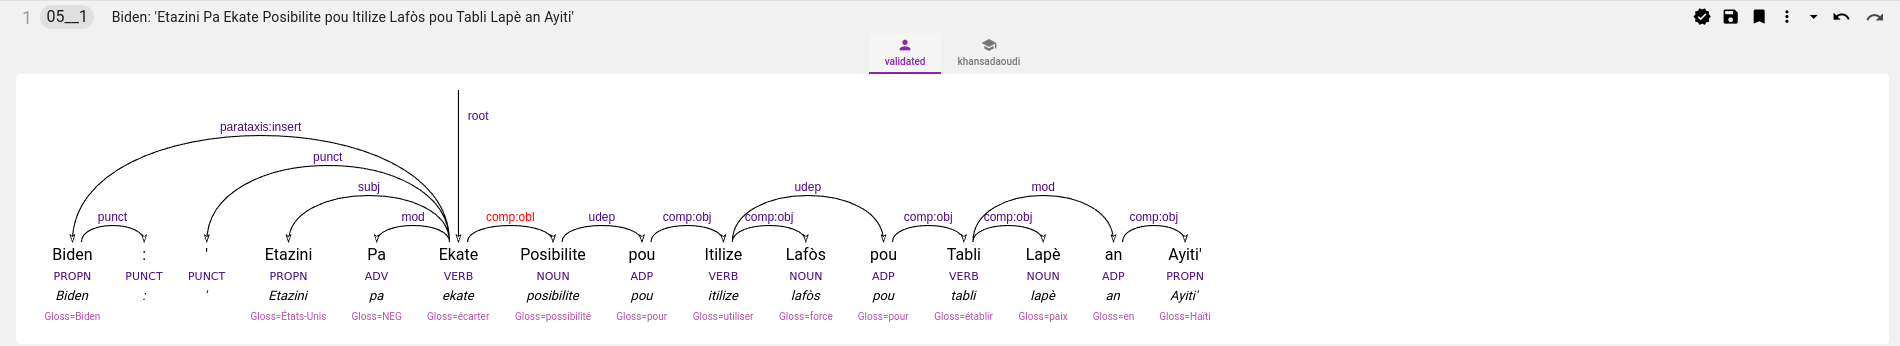 1 05__1 Biden: 'Etazini Pa Ekate Posibilite pou Itilize Lafòs pou Tabli Lapè an Ayiti'
validated khansadaoudi
root
parataxis:insert
punct
subj udep mod
punct mod comp:obl udep comp:obj comp:obj comp:obj comp:obj comp:obj
Biden : ' Etazini Pa Ekate Posibilite pou Itilize Lafòs pou Tabli Lapè an Ayiti'
PROPN PUNCT PUNCT PROPN ADV VERB NOUN ADP VERB NOUN ADP VERB NOUN ADP PROPN
Biden : ' Etazini pa ekate posibilite pou itilize lafòs pou tabli lapè an Ayiti'
Gloss=Biden Gloss=États-Unis Gloss=NEG Gloss=écarter Gloss=possibilité Gloss=pour Gloss=utiliser Gloss=force Gloss=pour Gloss=établir Gloss=paix Gloss=en Gloss=Haïti